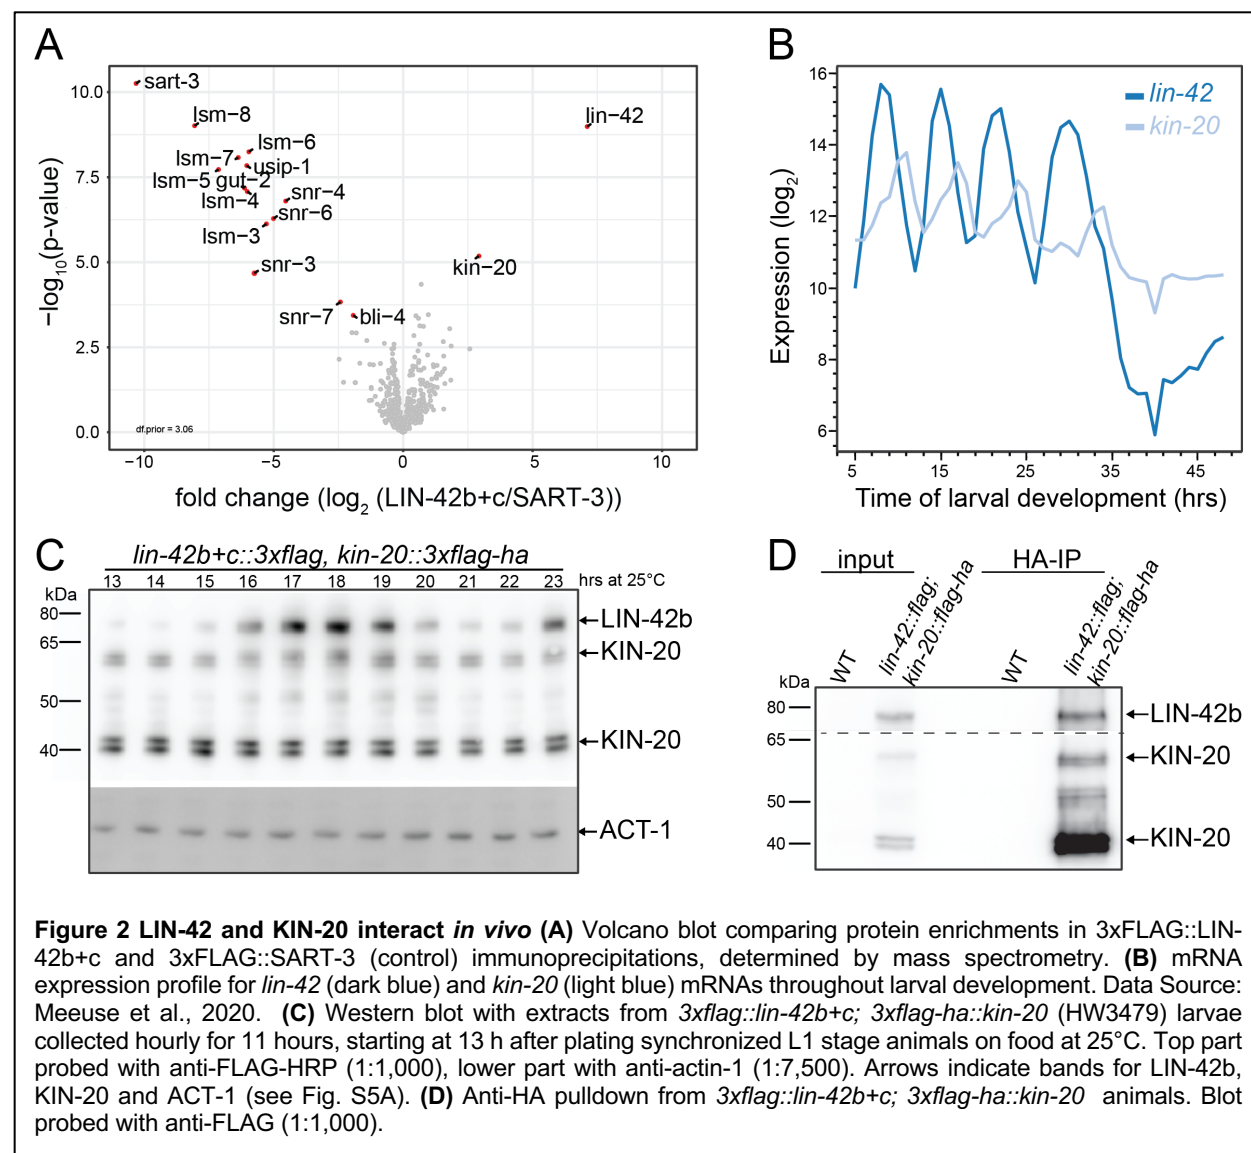 A
10.0
7.5
5.0
2.5
0.0
−log10(p-value)
sart−3
lsm−8
lin−42
lsm−6
lsm−7
usip−1
lsm−5 gut−2
lsm−4
snr−4
snr−6
lsm−3
snr−3
kin−20
snr−7
bli−4
df.prior = 3.06
−10
−5
0
5
10
fold change (log2 (LIN-42b+c/SART-3))
B
16
14
12
10
8
6
Expression (log2)
lin-42
kin-20
5
15
25
35
45
Time of larval development (hrs)
C
lin-42b+c::3xflag, kin-20::3xflag-ha
13 14 15 16 17 18 19 20 21 22 23 hrs at 25°C
kDa
80
65
50
40
LIN-42b
KIN-20
KIN-20
ACT-1
D
input
HA-IP
WT
lin-42::flag;
kin-20::flag-ha
WT
lin-42::flag;
kin-20::flag-ha
kDa
80
65
50
40
LIN-42b
KIN-20
KIN-20
Figure 2 LIN-42 and KIN-20 interact in vivo (A) Volcano blot comparing protein enrichments in 3xFLAG::LIN-
42b+c and 3xFLAG::SART-3 (control) immunoprecipitations, determined by mass spectrometry. (B) mRNA
expression profile for lin-42 (dark blue) and kin-20 (light blue) mRNAs throughout larval development. Data Source:
Meeuse et al., 2020. (C) Western blot with extracts from 3xflag::lin-42b+c; 3xflag-ha::kin-20 (HW3479) larvae
collected hourly for 11 hours, starting at 13 h after plating synchronized L1 stage animals on food at 25°C. Top part
probed with anti-FLAG-HRP (1:1,000), lower part with anti-actin-1 (1:7,500). Arrows indicate bands for LIN-42b,
KIN-20 and ACT-1 (see Fig. S5A). (D) Anti-HA pulldown from 3xflag::lin-42b+c; 3xflag-ha::kin-20 animals. Blot
probed with anti-FLAG (1:1,000).